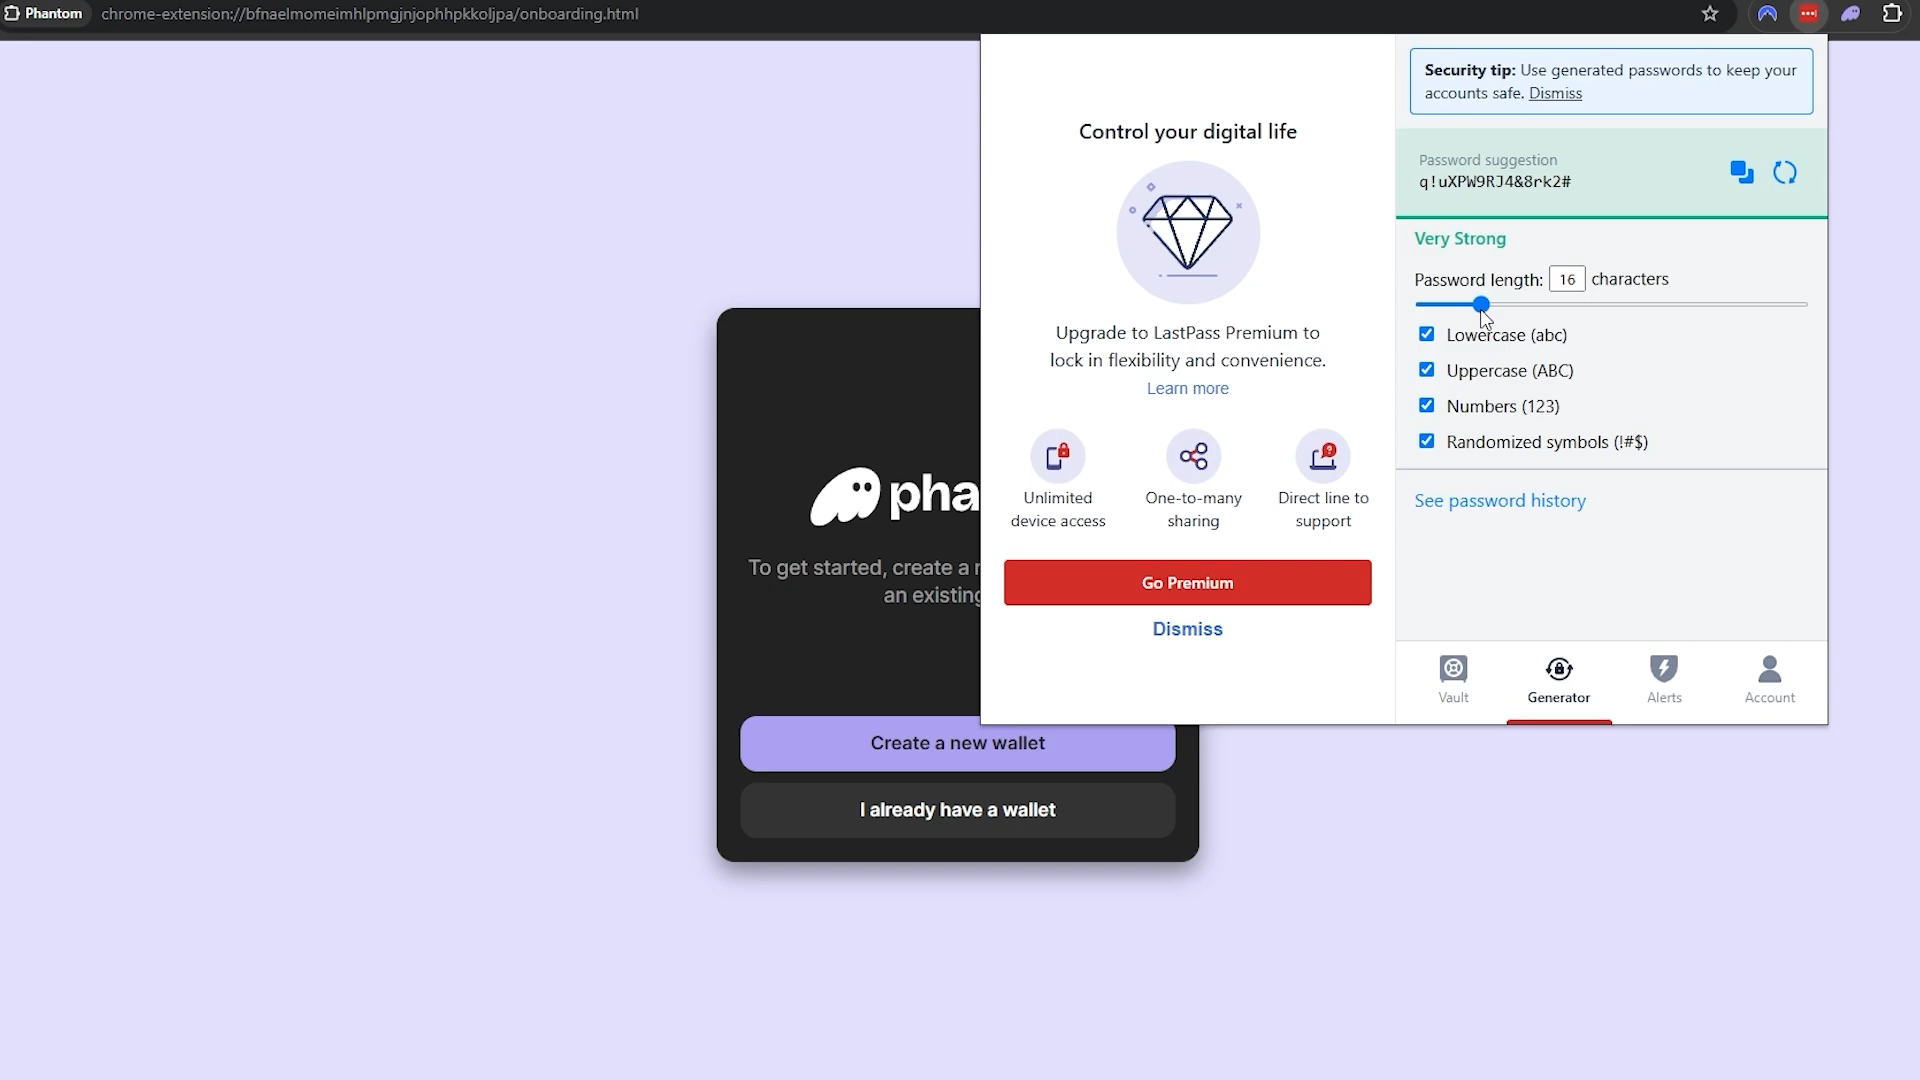 Phantom
chrome-extension://bfnaelmomeimhlpmgjnjophhpkkoljpa/onboarding.html
Control your digital life
Upgrade to LastPass Premium to
lock in flexibility and convenience.
Learn more
Unlimited
device access
One-to-many
sharing
Direct line to
support
Go Premium
Dismiss
Security tip: Use generated passwords to keep your
accounts safe. Dismiss
Password suggestion
q!uXPW9RJ4&8rk2#
Very Strong
Password length: 16 characters
Lowercase (abc)
Uppercase (ABC)
Numbers (123)
Randomized symbols (!#$)
See password history
Vault
Generator
Alerts
Account
pha
To get started, create a
an existing
Create a new wallet
I already have a wallet